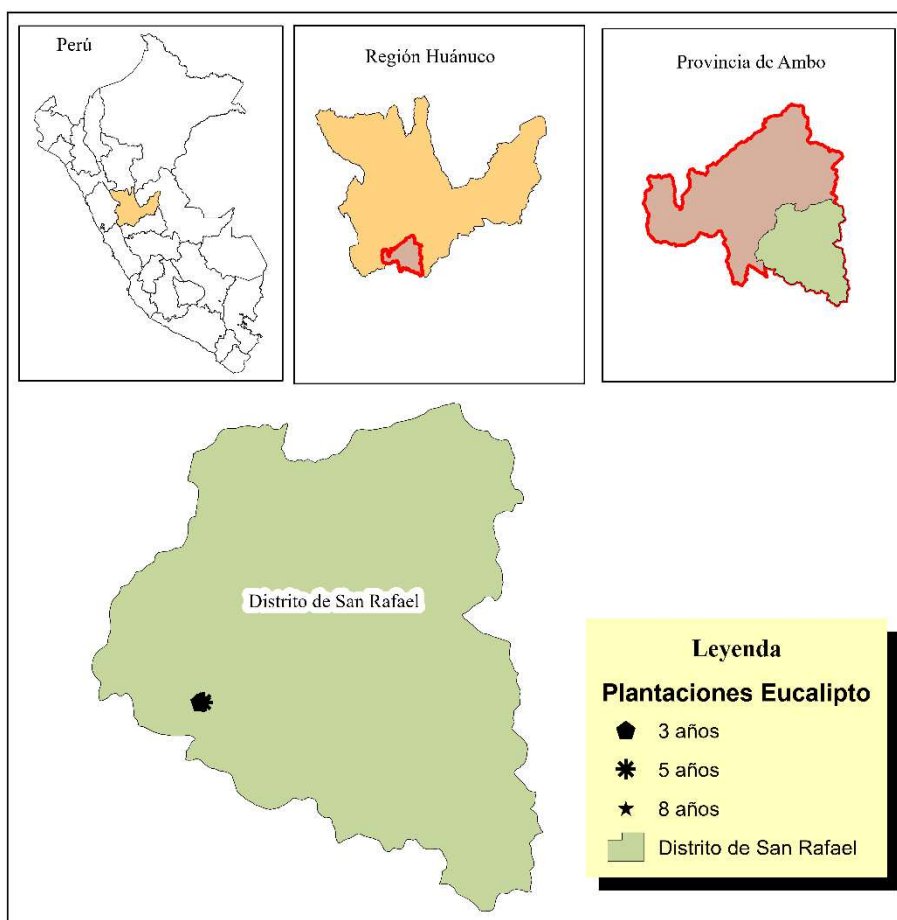 Perú
Región Huánuco
Provincia de Ambo
Distrito de San Rafael
Leyenda
Plantaciones Eucalipto
3 años
5 años
8 años
Distrito de San Rafael